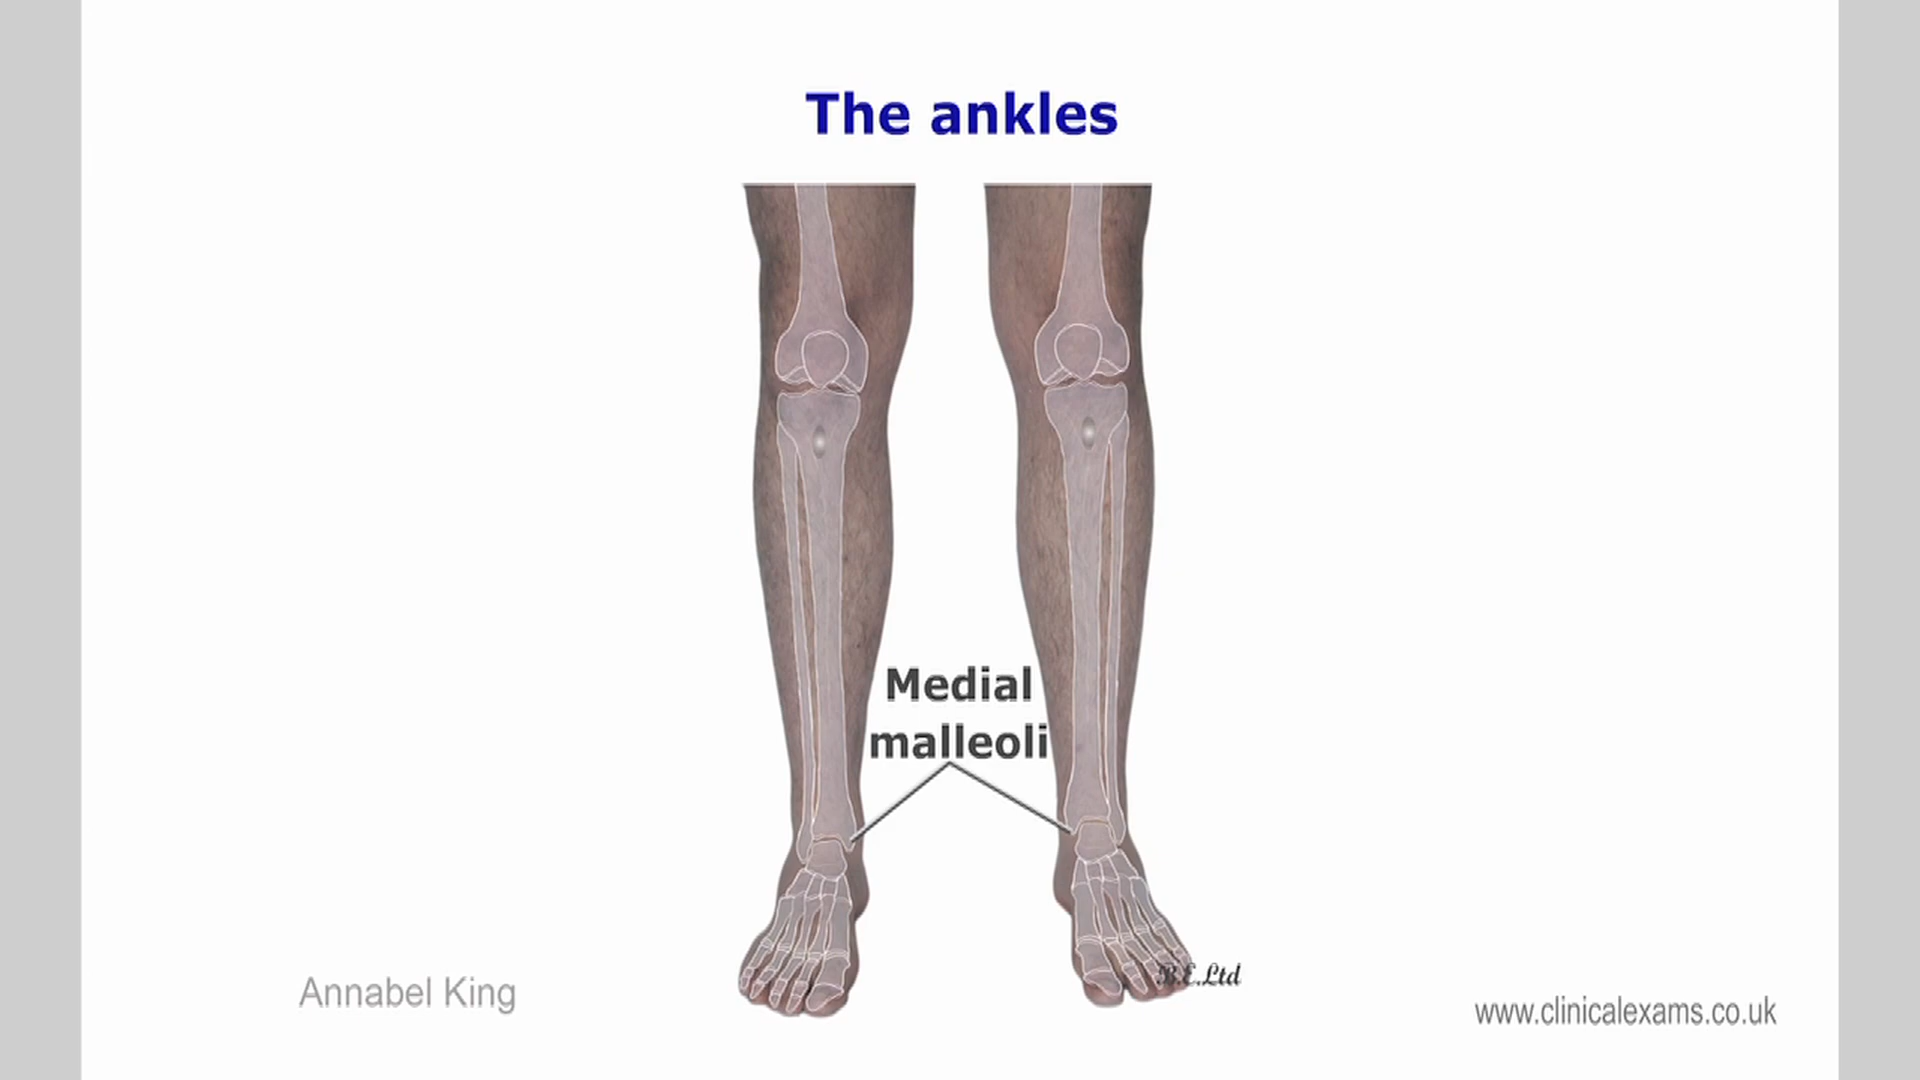 The ankles
Medial
malleoli
B.E.Ltd
Annabel King
www.clinicalexams.co.uk